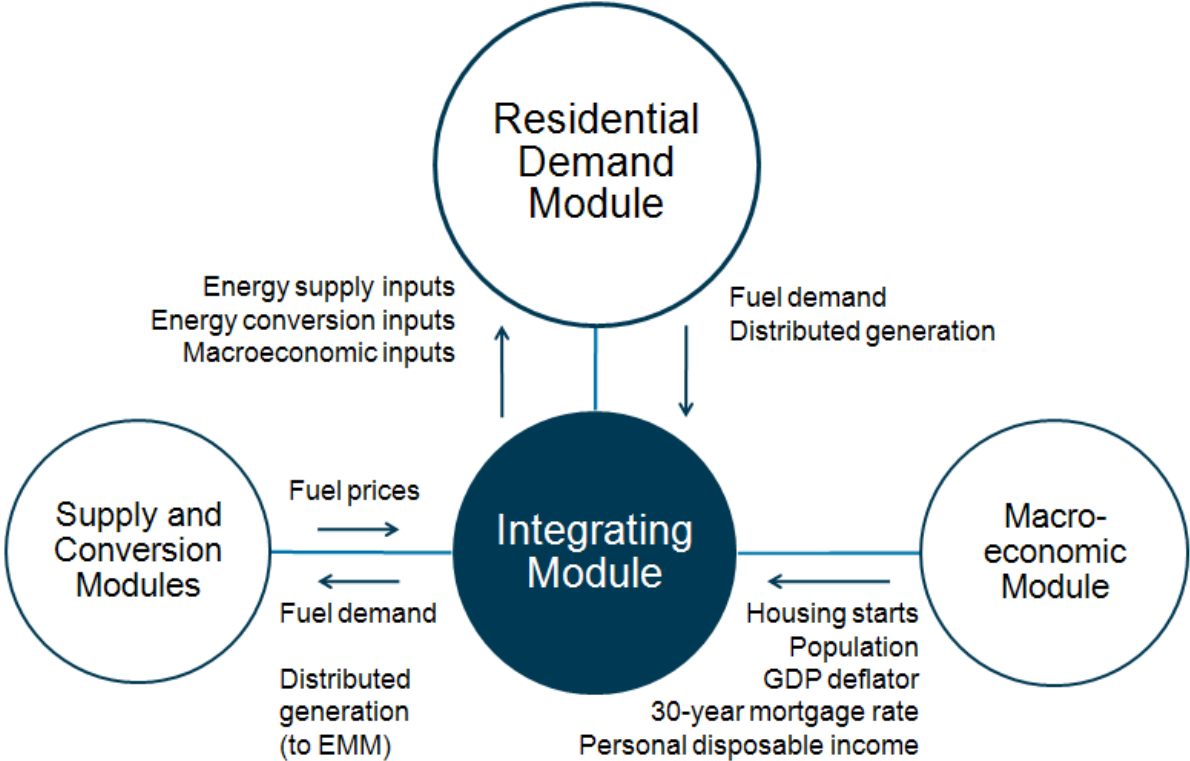 Residential
Demand
Module
Energy supply inputs
Energy conversion inputs
Macroeconomic inputs
Fuel demand
Distributed generation
Supply and
Conversion
Modules
Fuel prices
Fuel demand
Distributed
generation
(to EMM)
Integrating
Module
Macro-
economic
Module
Housing starts
Population
GDP deflator
30-year mortgage rate
Personal disposable income